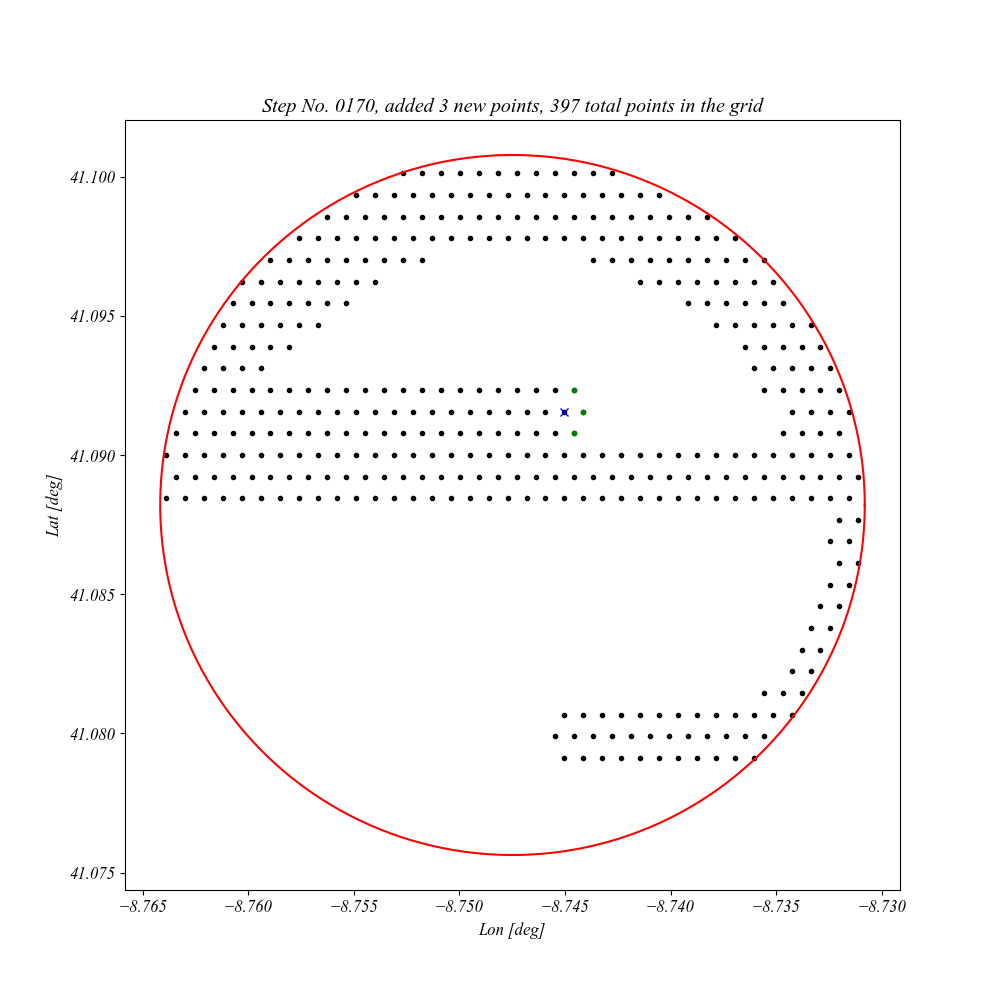 Step No. 0170, added 3 new points, 397 total points in the grid
41.100
41.095
41.090
41.085
41.080
41.075
Lat [deg]
−8.765 −8.760 −8.755 −8.750 −8.745 −8.740 −8.735 −8.730
Lon [deg]